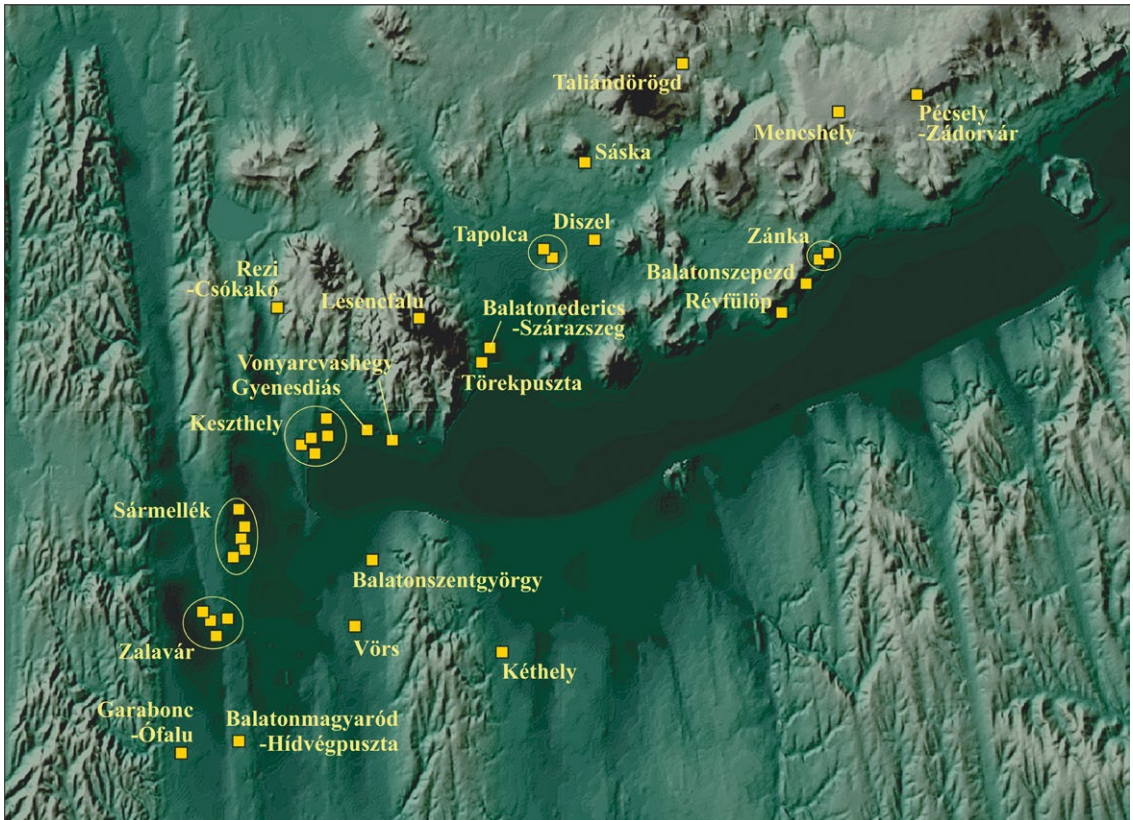 Taliándörögd
Mencshely
Pécsely
-Zádorvár
Sáska
Diszel
Tapolca
Zánka
Balatonszepezd
Révfülöp
Rezi
-Csókakő
Lesencfalu
Balatonederics
-Szárazszeg
Törekpuszta
Vonyarcvashegy
Gyenesdiás
Keszthely
Sármellék
Balatonszentgyörgy
Vörs
Kéthely
Zalavár
Garabonc
-Ófalu
Balatonmagyaród
-Hídvégpuszta